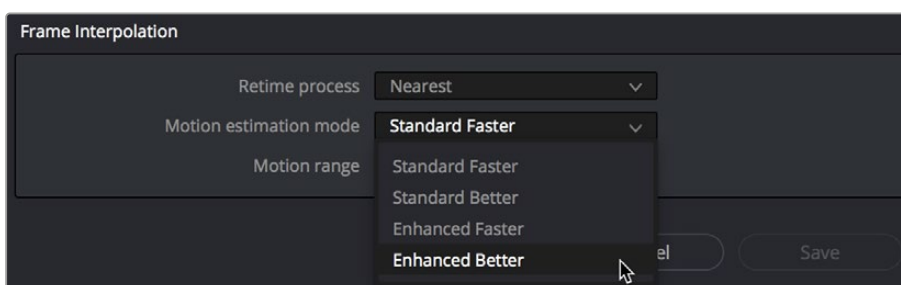 Frame Interpolation
Retime process Nearest
Motion estimation mode Standard Faster
Motion range Standard Faster
Standard Better
Enhanced Faster
Enhanced Better
el Save